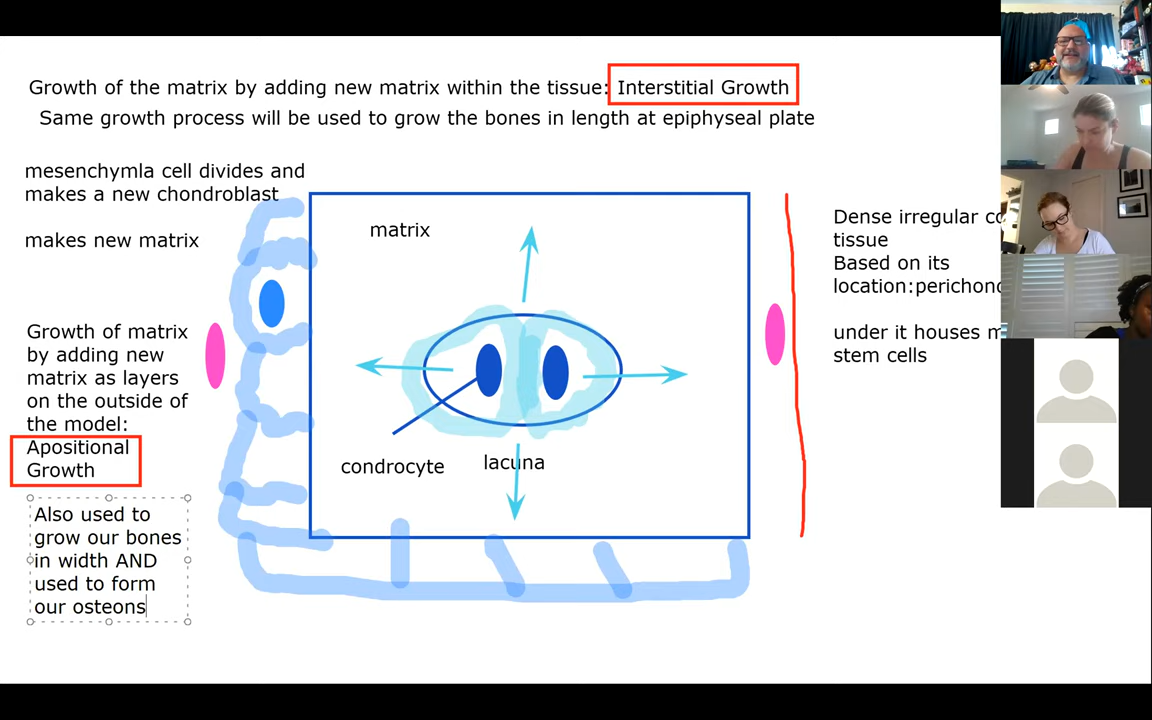 Growth of the matrix by adding new matrix within the tissue: Interstitial Growth
Same growth process will be used to grow the bones in length at epiphyseal plate
mesenchymla cell divides and
makes a new chondroblast
makes new matrix
Growth of matrix
by adding new
matrix as layers
on the outside of
the model:
Apositional
Growth
Also used to
grow our bones
in width AND
used to form
our osteons
matrix
condrocyte
lacuna
Dense irregular
tissue
Based on its
location:
under it houses
stem cells